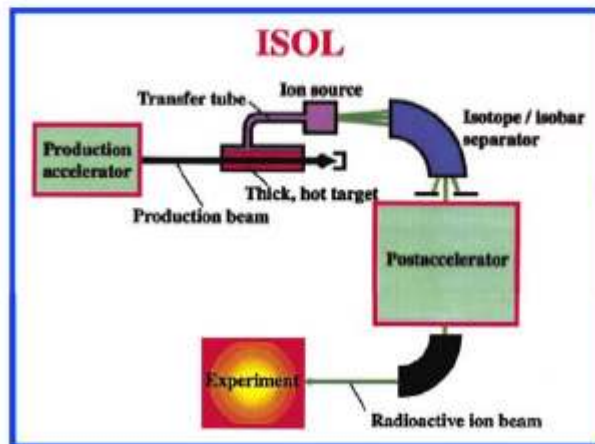 ISOL
Ion source
Transfer tube
Isotope / isobar
separator
Production
accelerator
Thick, hot target
Production beam
Postaccelerator
Experiment
Radioactive ion beam